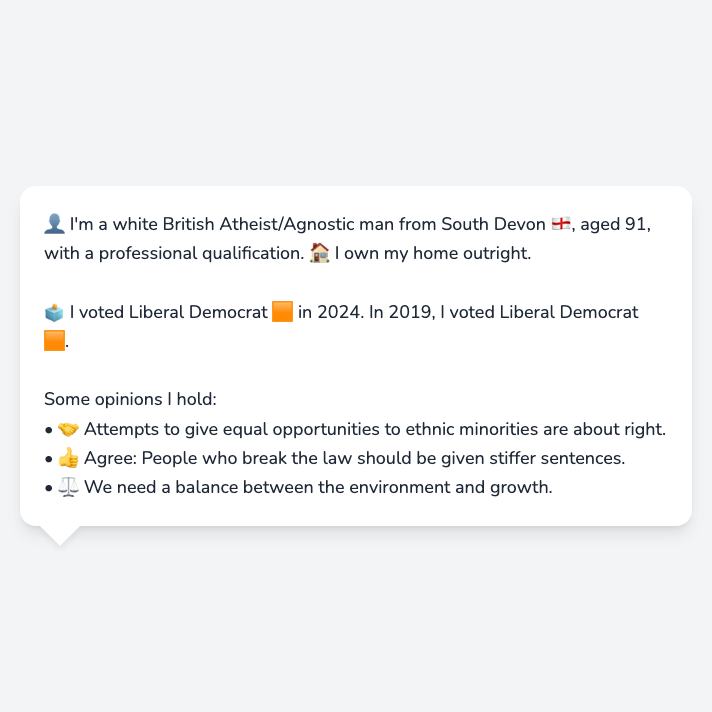 👤 I'm a white British Atheist/Agnostic man from South Devon 🏴󠁧󠁢󠁥󠁮󠁧󠁿, aged 91,
with a professional qualification. 🏠 I own my home outright.
🗳️ I voted Liberal Democrat 🟧 in 2024. In 2019, I voted Liberal Democrat
🟧.
Some opinions I hold:
• 🤝 Attempts to give equal opportunities to ethnic minorities are about right.
• 👍 Agree: People who break the law should be given stiffer sentences.
• ⚖️ We need a balance between the environment and growth.